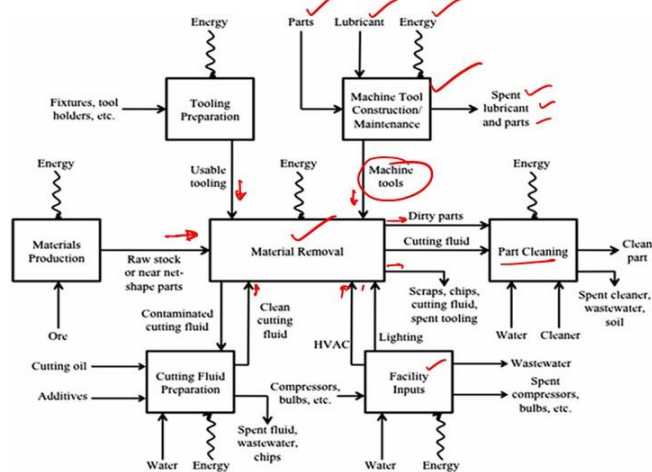 Energy
Parts
Lubricant
Energy
Fixtures, tool
holders, etc.
Tooling
Preparation
Machine Tool
Construction/
Maintenance
Spent
lubricant
and parts
Energy
Usable
tooling
Energy
Machine
tools
Materials
Production
Raw stock
or near net-
shape parts
Material Removal
Dirty parts
Cutting fluid
Part Cleaning
Clean
part
Ore
Contaminated
cutting fluid
Clean
cutting
fluid
HVAC
Lighting
Scraps, chips,
cutting fluid,
spent tooling
Water
Cleaner
Spent cleaner,
wastewater,
soil
Cutting oil
Additives
Cutting Fluid
Preparation
Compressors,
bulbs, etc.
Facility
Inputs
Wastewater
Spent
compressors,
bulbs, etc.
Water
Energy
Spent fluid,
wastewater,
chips
Water
Energy